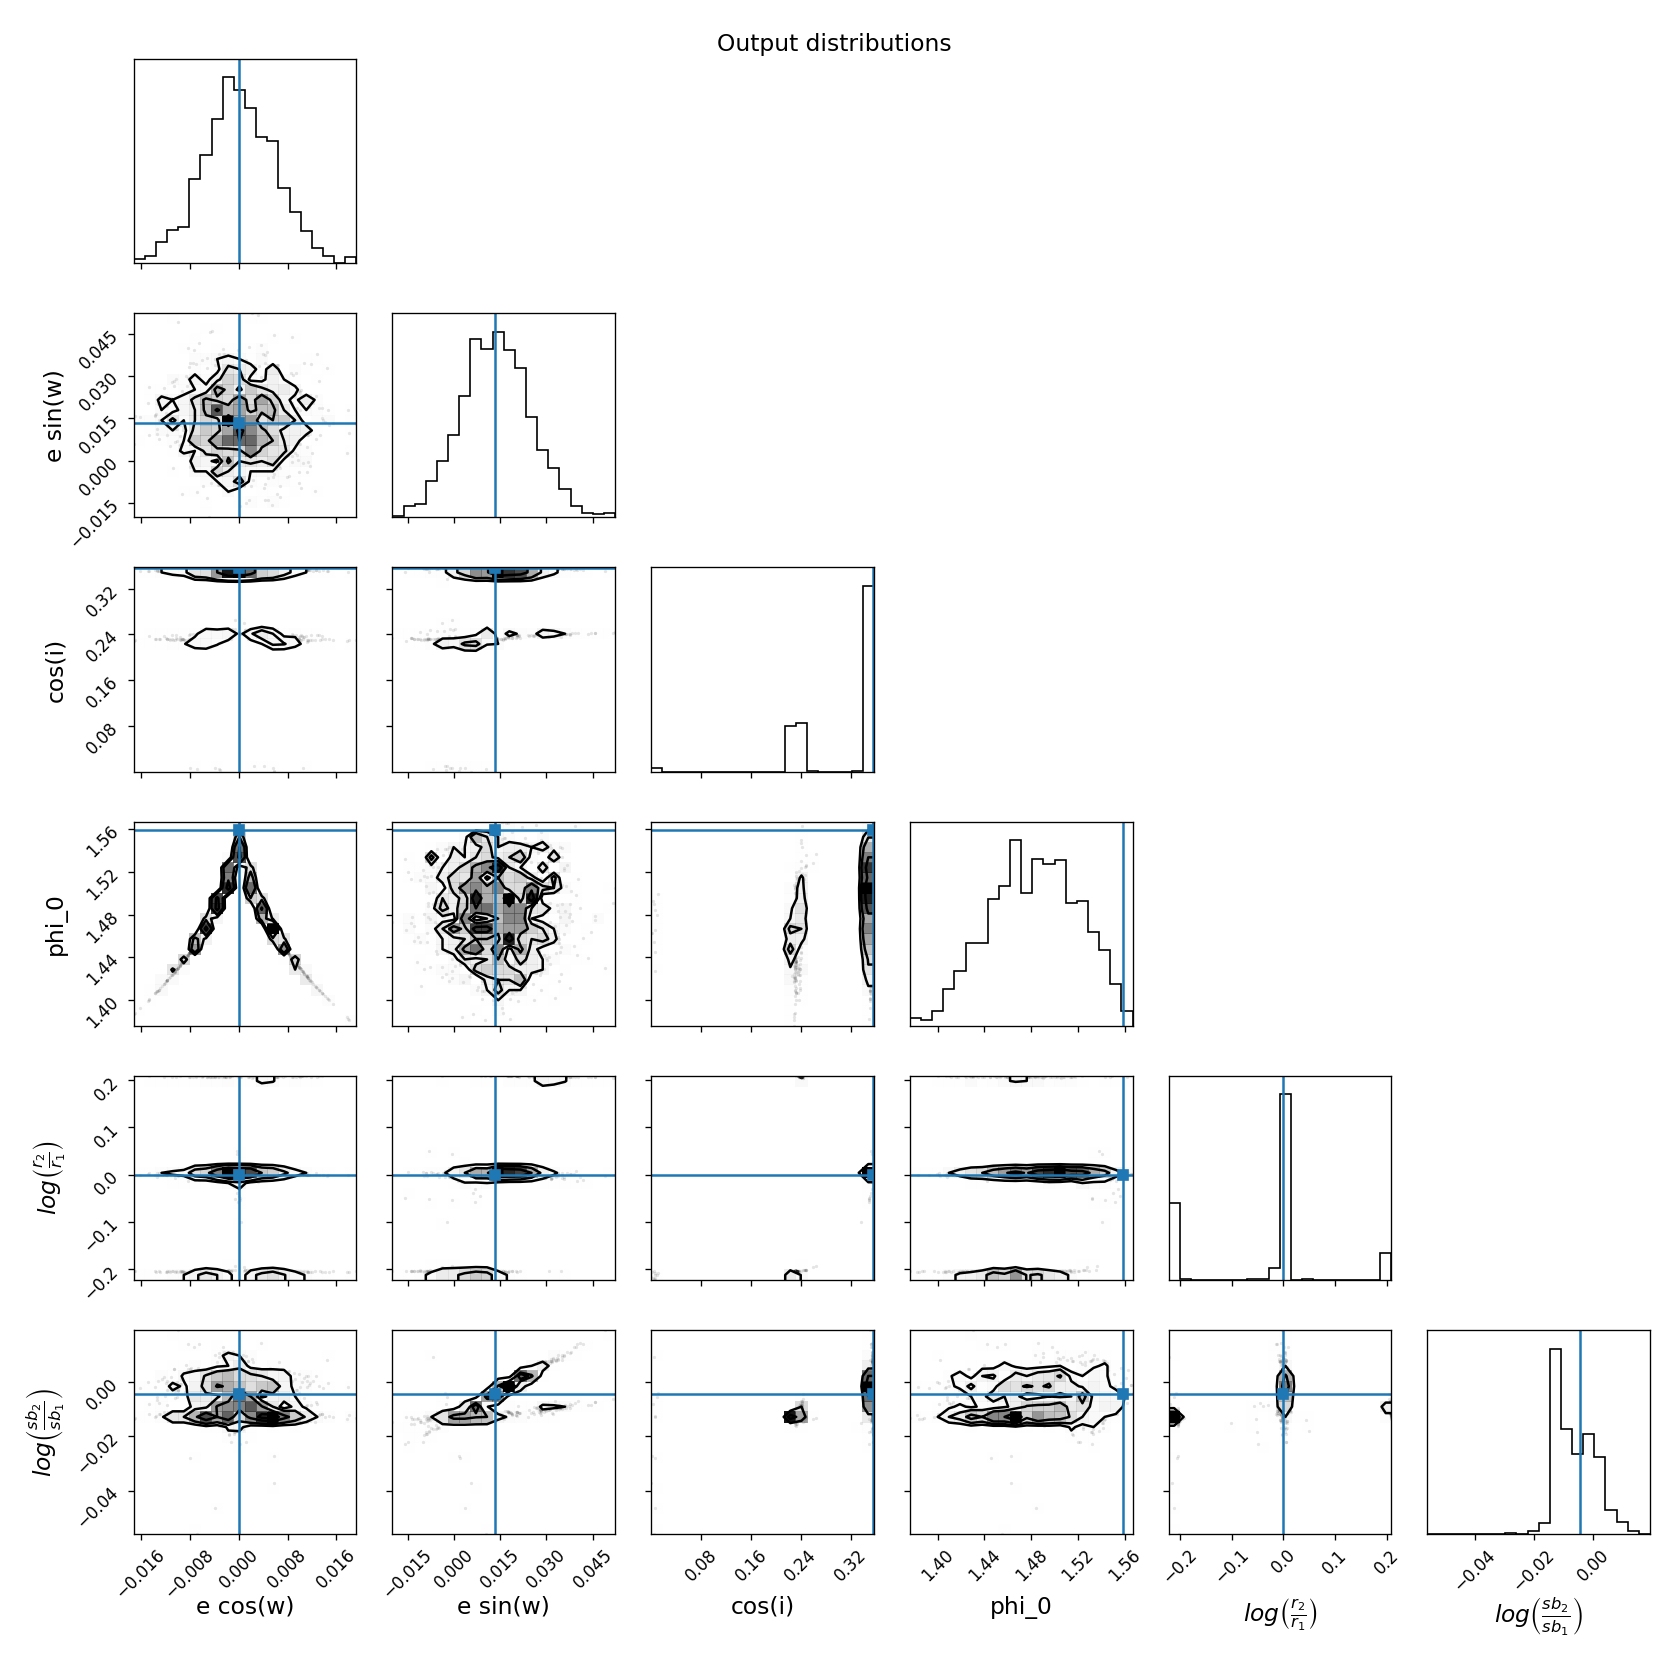 Output distributions
e sin(w)
0.045
0.030
0.015
0.000
−0.015
cos(i)
0.32
0.24
0.16
0.08
phi_0
1.56
1.52
1.48
1.44
1.40
log(r₂/r₁)
0.2
0.1
0.0
−0.1
−0.2
log(sb₂/sb₁)
0.00
−0.02
−0.04
−0.016 −0.008 0.000 0.008 0.016 −0.015 0.000 0.015 0.030 0.045 0.08 0.16 0.24 0.32 1.40 1.44 1.48 1.52 1.56 −0.2 −0.1 0.0 0.1 0.2 −0.04 −0.02 0.00
e cos(w) e sin(w) cos(i) phi_0 log(r₂/r₁) log(sb₂/sb₁)